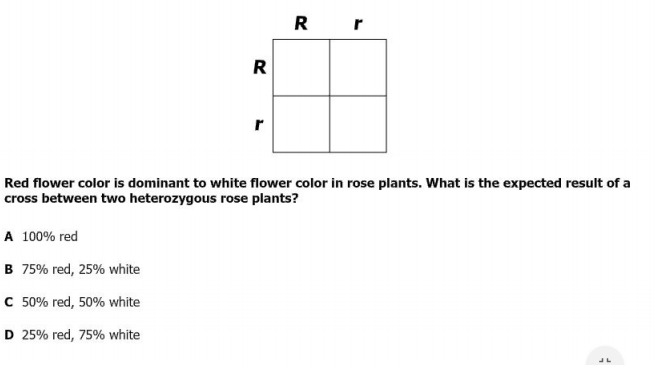 R r
R
r
Red flower color is dominant to white flower color in rose plants. What is the expected result of a
cross between two heterozygous rose plants?
A 100% red
B 75% red, 25% white
C 50% red, 50% white
D 25% red, 75% white